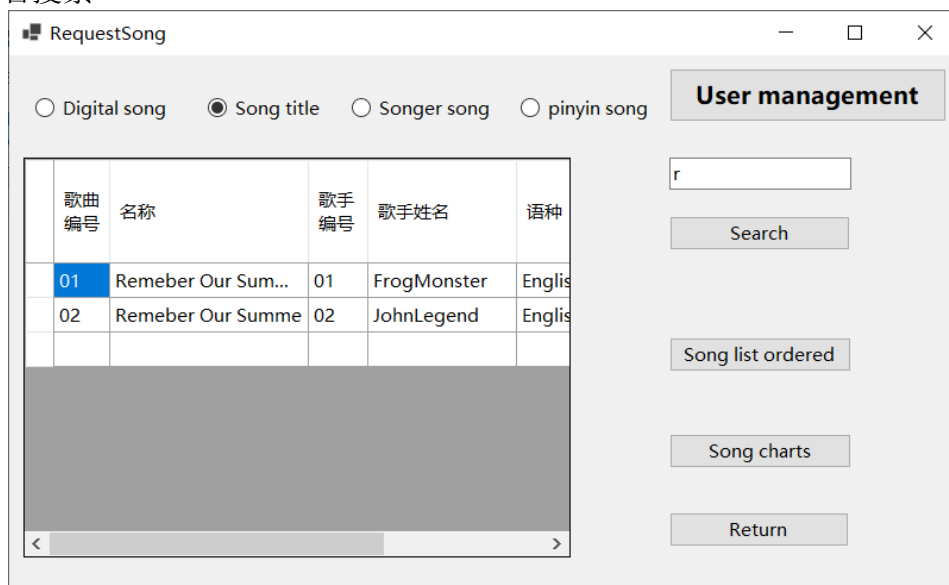 RequestSong
Digital song Song title Songer song pinyin song User management
r
歌曲编号 名称 歌手编号 歌手姓名 语种
Search
01 Remeber Our Sum... 01 FrogMonster Englis
02 Remeber Our Summe 02 JohnLegend Englis
Song list ordered
Song charts
Return